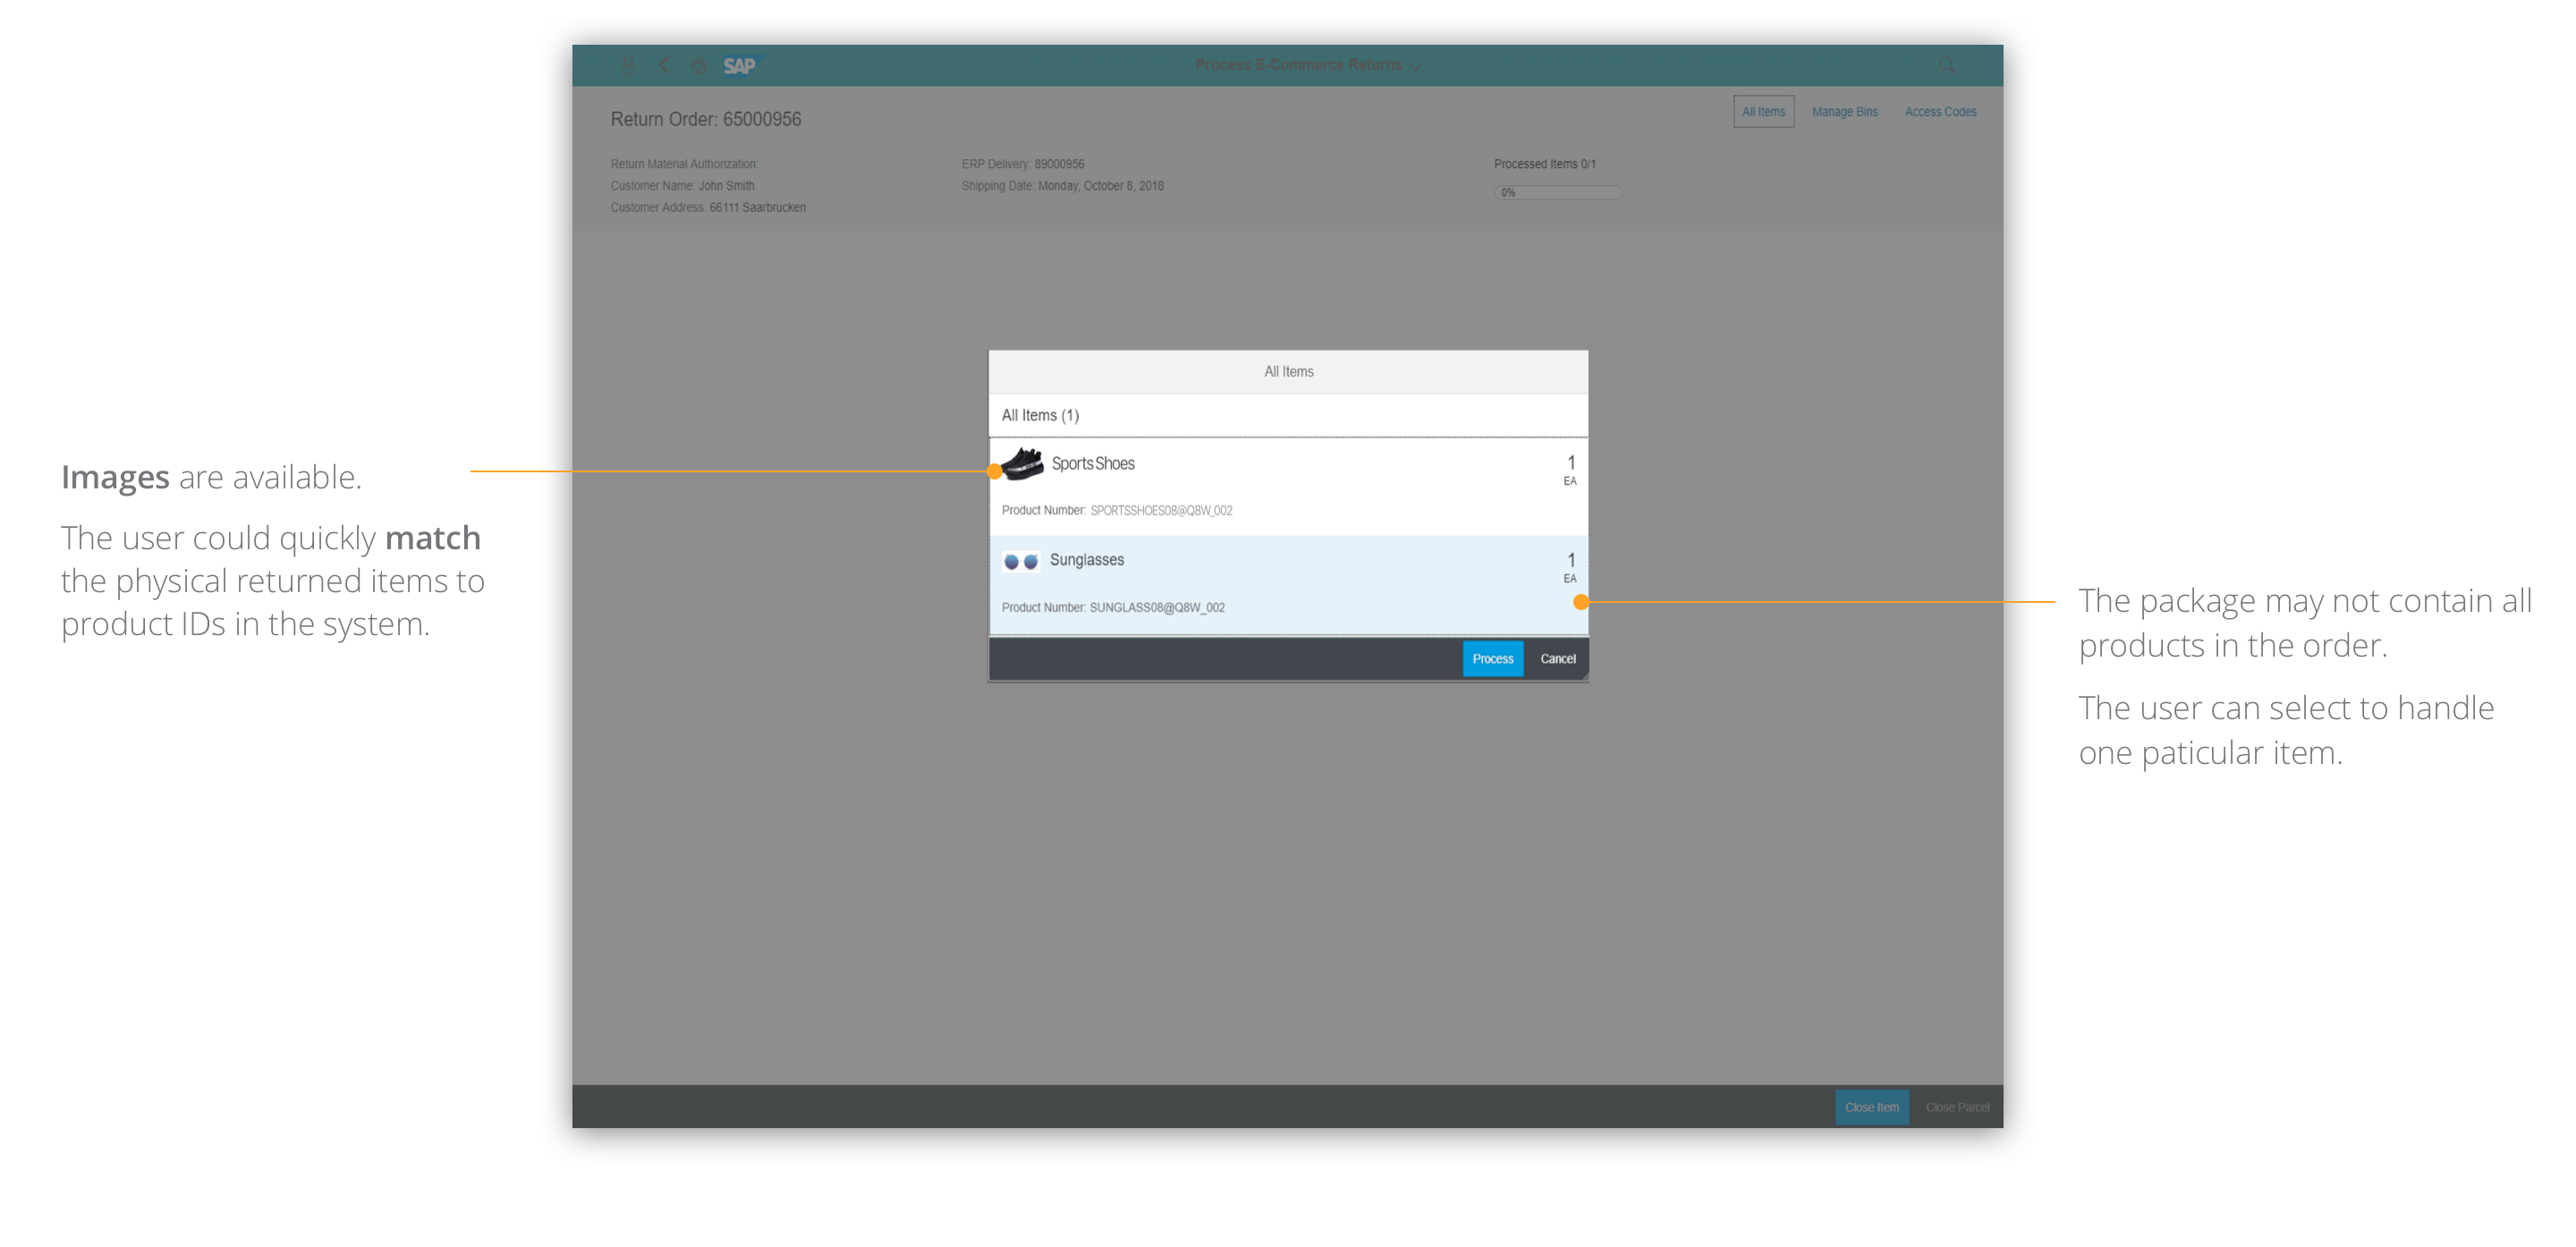 SAP
Process E-Commerce Returns
Return Order: 65000956
All Items
Manage Bins
Access Codes
Return Material Authorization:
Customer Name: John Smith
Customer Address: 66111 Saarbrucken
ERP Delivery: 89000956
Shipping Date: Monday, October 8, 2018
Processed Items 0/1
0%
All Items
All Items (1)
Sports Shoes
1
EA
Product Number: SPORTSSHOES08@Q8W_002
Sunglasses
1
EA
Product Number: SUNGLASS08@Q8W_002
Process
Cancel
Images are available.
The user could quickly match
the physical returned items to
product IDs in the system.
The package may not contain all
products in the order.
The user can select to handle
one paticular item.
Close Item
Close Parcel